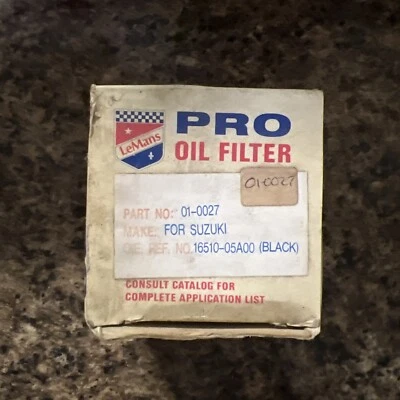 LeMans
PRO
OIL FILTER
01-0027
PART NO: 01-0027
MAKE: FOR SUZUKI
OIE. REF. NO. 16510-05A00 (BLACK)
CONSULT CATALOG FOR
COMPLETE APPLICATION LIST